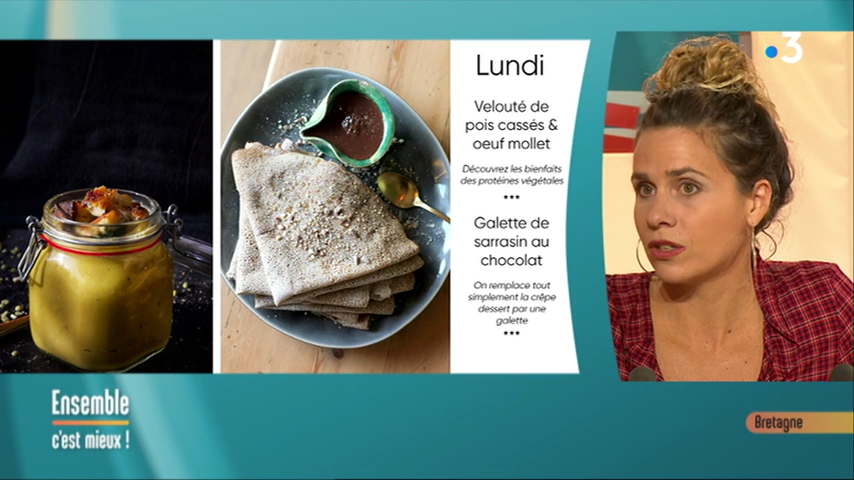 3
Lundi
Velouté de
pois cassés &
oeuf mollet
Découvrez les bienfaits
des protéines végétales
***
Galette de
sarrasin au
chocolat
On remplace tout
simplement la crêpe
dessert par une
galette
***
Ensemble
c'est mieux !
Bretagne